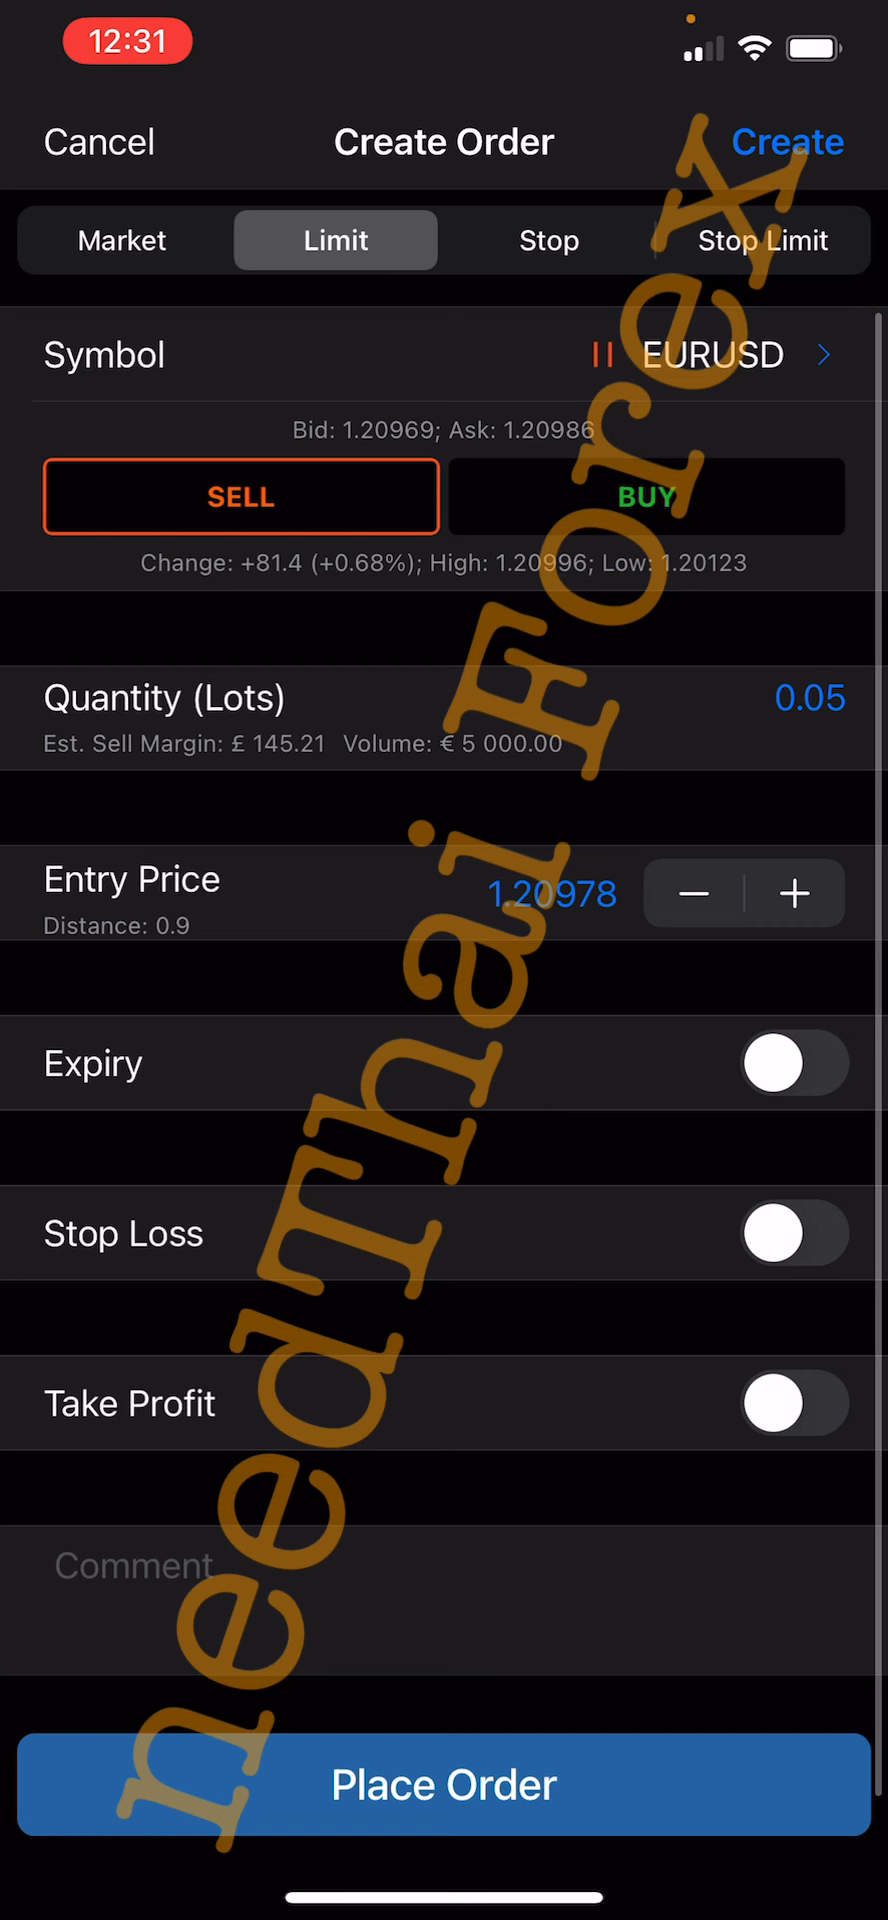 12:31
Cancel Create Order Create
Market Limit Stop Stop Limit
Symbol EURUSD
Bid: 1.20969; Ask: 1.20986
SELL BUY
Change: +81.4 (+0.68%); High: 1.20996; Low: 1.20123
Quantity (Lots) 0.05
Est. Sell Margin: £ 145.21 Volume: € 5 000.00
Entry Price 1.20978
Distance: 0.9
Expiry
Stop Loss
Take Profit
Comment
Place Order
needThai Forex